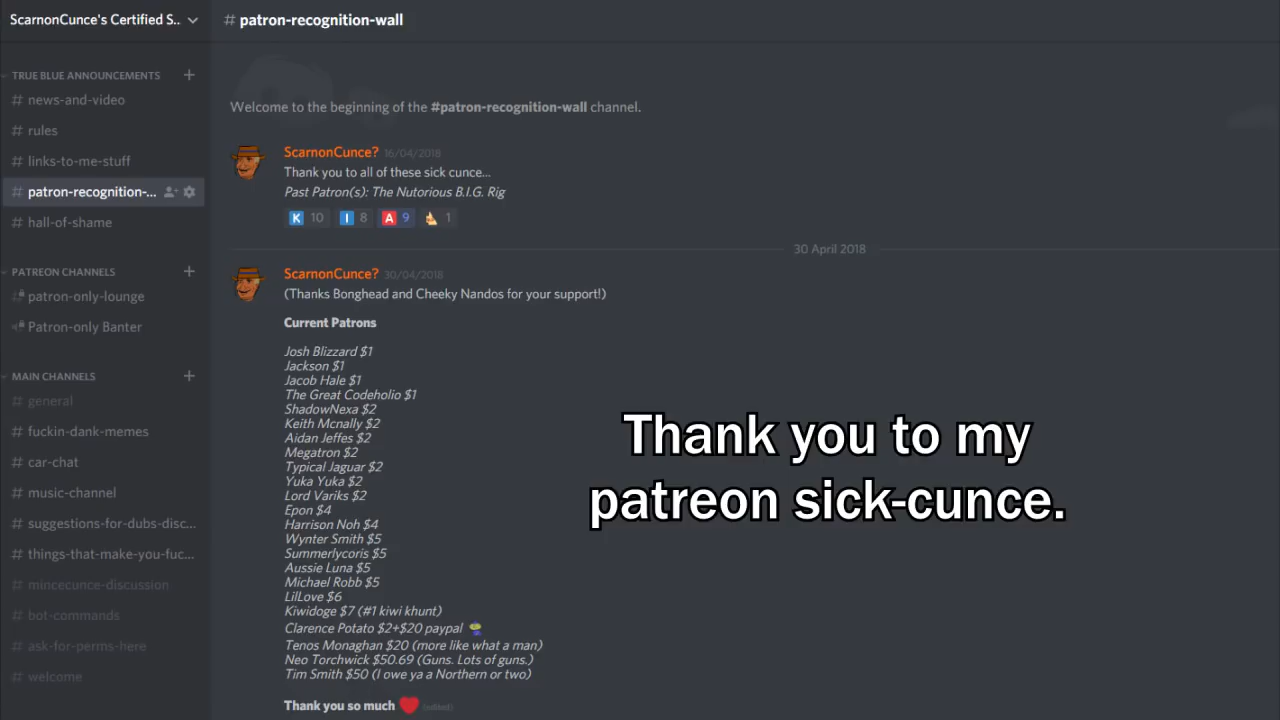 ScarnonCunce's Certified S..
# patron-recognition-wall
TRUE BLUE ANNOUNCEMENTS +
# news-and-video
# rules
# links-to-me-stuff
# patron-recognition-...
# hall-of-shame
PATREON CHANNELS +
patron-only-lounge
Patron-only Banter
MAIN CHANNELS +
# general
# fuckin-dank-memes
# car-chat
# music-channel
# suggestions-for-dubs-disc...
# things-that-make-you-fuc...
# mincecunce-discussion
# bot-commands
# ask-for-perms-here
# welcome
Welcome to the beginning of the #patron-recognition-wall channel.
ScarnonCunce? 16/04/2018
Thank you to all of these sick cunce...
Past Patron(s): The Nutorious B.I.G. Rig
K 10 I 8 A 9 1
30 April 2018
ScarnonCunce? 30/04/2018
(Thanks Bonghead and Cheeky Nandos for your support!)
Current Patrons
Josh Blizzard $1
Jackson $1
Jacob Hale $1
The Great Codeholio $1
ShadowNexa $2
Keith Mcnally $2
Aidan Jeffes $2
Megatron $2
Typical Jaguar $2
Yuka Yuka $2
Lord Variks $2
Epon $4
Harrison Noh $4
Wynter Smith $5
Summerlycoris $5
Aussie Luna $5
Michael Robb $5
LilLove $6
Kiwidoge $7 (#1 kiwi khunt)
Clarence Potato $2+$20 paypal
Tenos Monaghan $20 (more like what a man)
Neo Torchwick $50.69 (Guns. Lots of guns.)
Tim Smith $50 (I owe ya a Northern or two)
Thank you so much ❤ (edited)
Thank you to my
patreon sick-cunce.